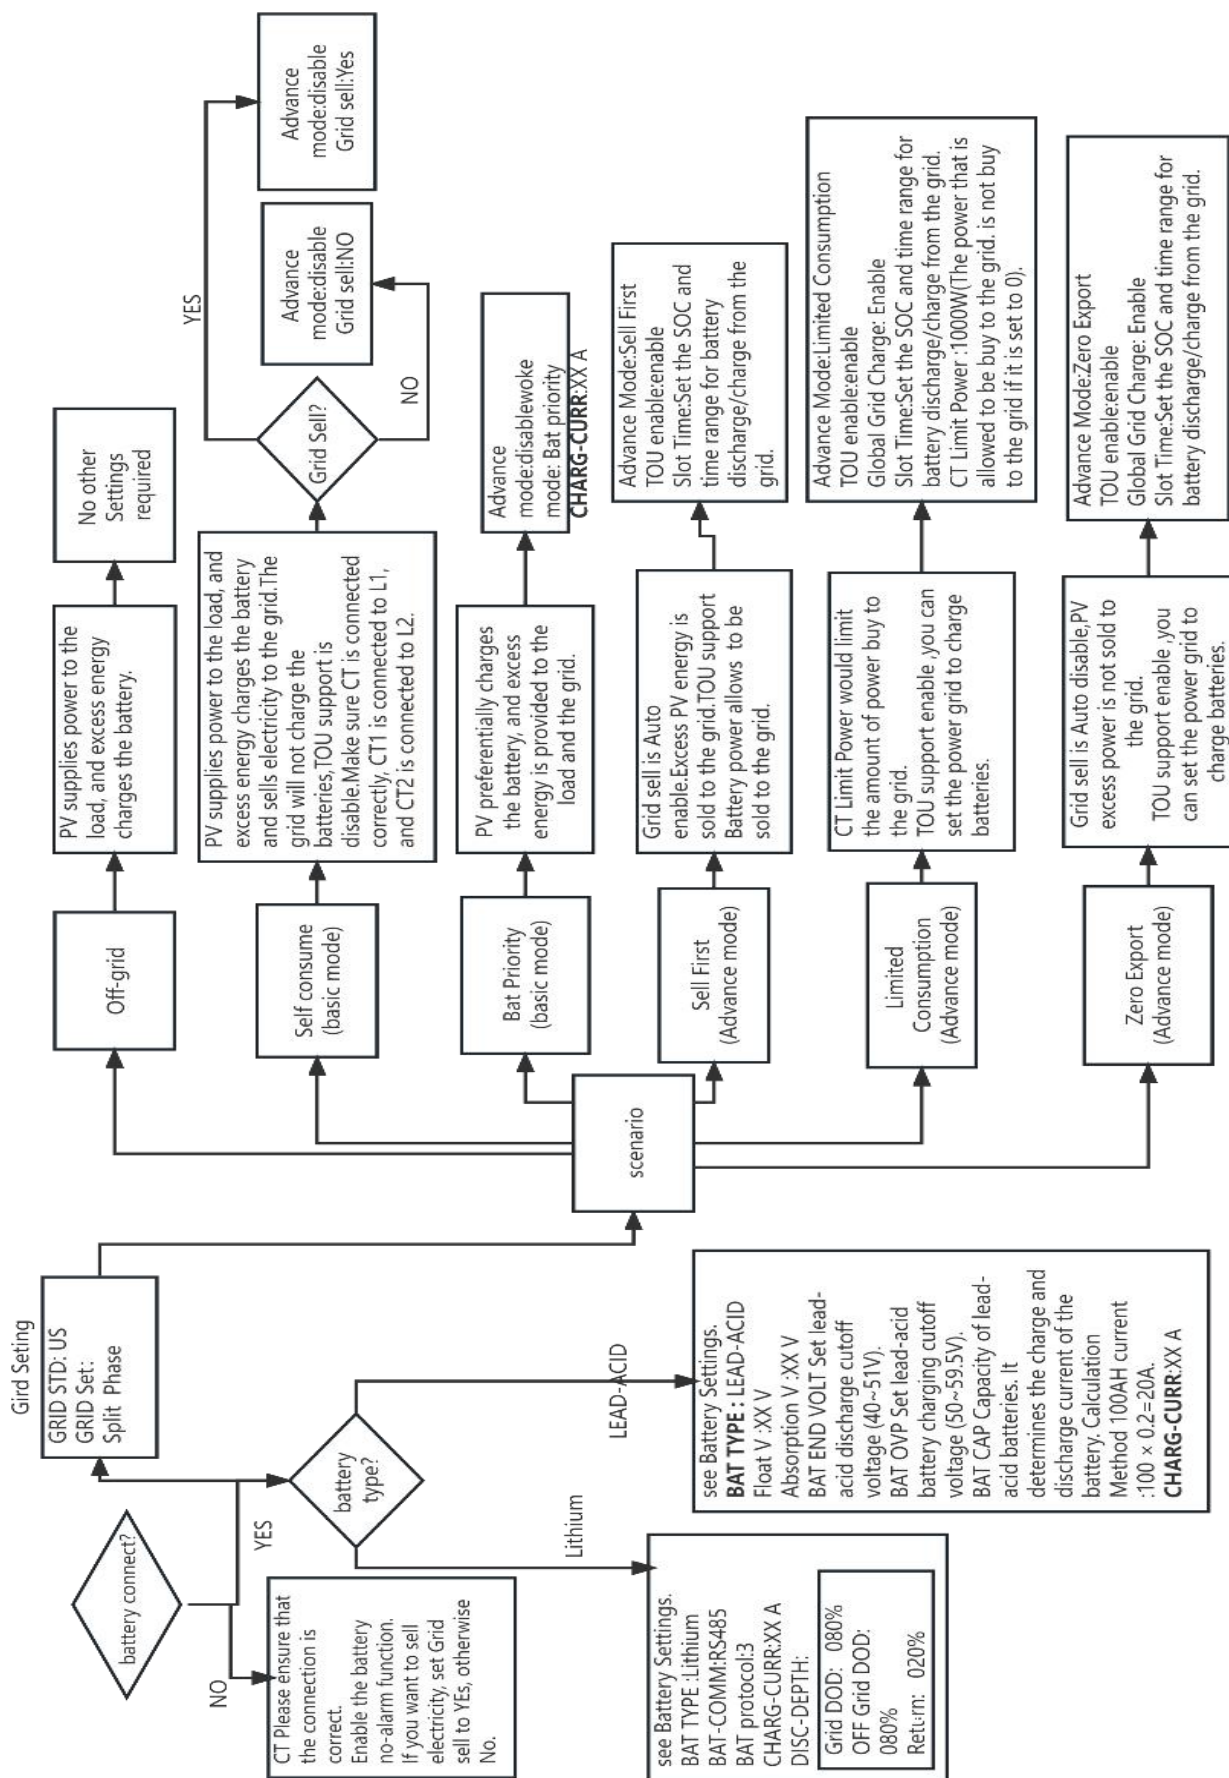 battery connect?
NO
YES
CT Please ensure that
the connection is
correct.
Enable the battery
no-alarm function.
If you want to sell
electricity, set Grid
sell to YEs, otherwise
No.
Gird Seting
GRID STD: US
GRID Set:
Split Phase
battery
type?
Lithium
LEAD-ACID
see Battery Settings.
BAT TYPE :Lithium
BAT-COMM:RS485
BAT protocol:3
CHARG-CURR:XX A
DISC-DEPTH:
Grid DOD: 080%
OFF Grid DOD:
080%
Return: 020%
see Battery Settings.
BAT TYPE : LEAD-ACID
Float V :XX V
Absorption V :XX V
BAT END VOLT Set lead-
acid discharge cutoff
voltage (40~51V).
BAT OVP Set lead-acid
battery charging cutoff
voltage (50~59.5V).
BAT CAP Capacity of lead-
acid batteries. It
determines the charge and
discharge current of the
battery. Calculation
Method 100AH current
:100 × 0.2=20A.
CHARG-CURR:XX A
scenario
Off-grid
PV supplies power to the
load, and excess energy
charges the battery.
No other
Settings
required
Self consume
(basic mode)
PV supplies power to the load, and
excess energy charges the battery
and sells electricity to the grid.The
grid will not charge the
batteries,TOU support is
disable.Make sure CT is connected
correctly, CT1 is connected to L1,
and CT2 is connected to L2.
Grid Sell?
YES
NO
Advance
mode:disable
Grid sell:NO
Advance
mode:disable
Grid sell:Yes
Bat Priority
(basic mode)
PV preferentially charges
the battery, and excess
energy is provided to the
load and the grid.
Advance
mode:disablewoke
mode: Bat priority
CHARG-CURR:XX A
Sell First
(Advance mode)
Grid sell is Auto
enable.Excess PV energy is
sold to the grid.TOU support
Battery power allows to be
sold to the grid.
Advance Mode:Sell First
TOU enable:enable
Slot Time:Set the SOC and
time range for battery
discharge/charge from the
grid.
Limited
Consumption
(Advance mode)
CT Limit Power would limit
the amount of power buy to
the grid.
TOU support enable ,you can
set the power grid to charge
batteries.
Advance Mode:Limited Consumption
TOU enable:enable
Global Grid Charge: Enable
Slot Time:Set the SOC and time range for
battery discharge/charge from the grid.
CT Limit Power :1000W(The power that is
allowed to be buy to the grid. is not buy
to the grid if it is set to 0).
Zero Export
(Advance mode)
Grid sell is Auto disable,PV
excess power is not sold to
the grid.
TOU support enable ,you
can set the power grid to
charge batteries.
Advance Mode:Zero Export
TOU enable:enable
Global Grid Charge: Enable
Slot Time:Set the SOC and time range for
battery discharge/charge from the grid.